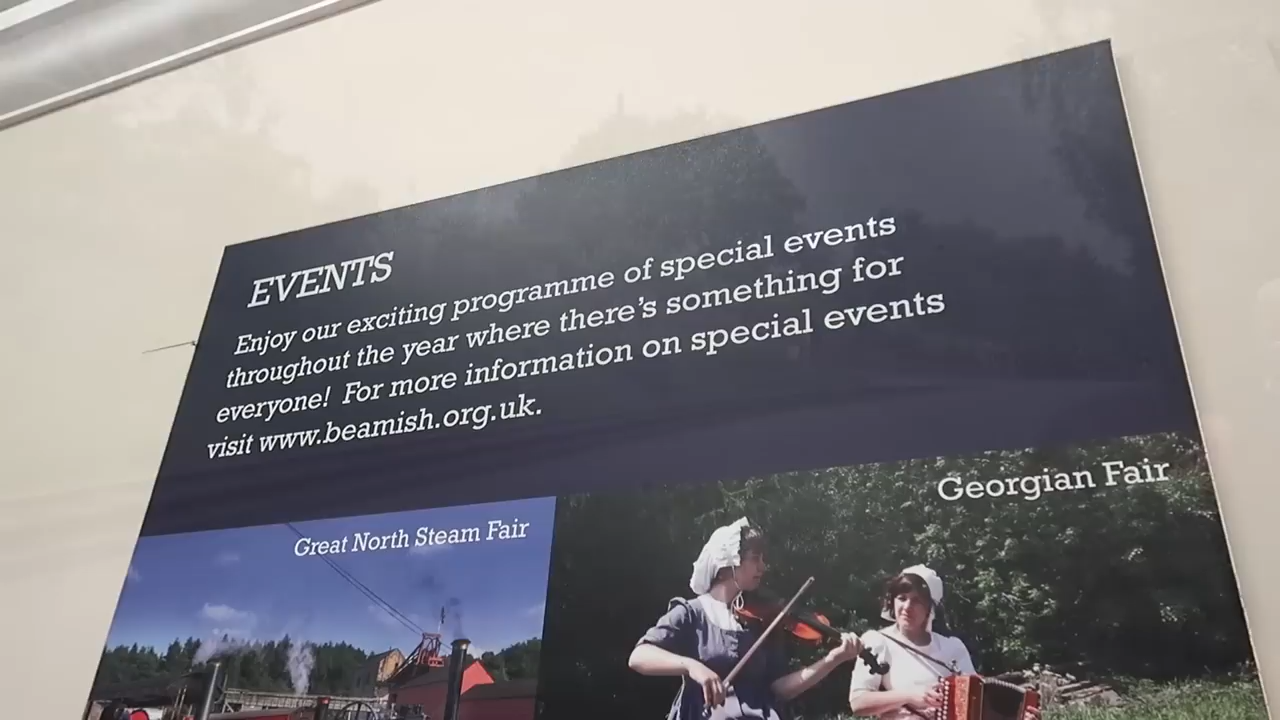 EVENTS
Enjoy our exciting programme of special events
throughout the year where there's something for
everyone! For more information on special events
visit www.beamish.org.uk.
Great North Steam Fair
Georgian Fair